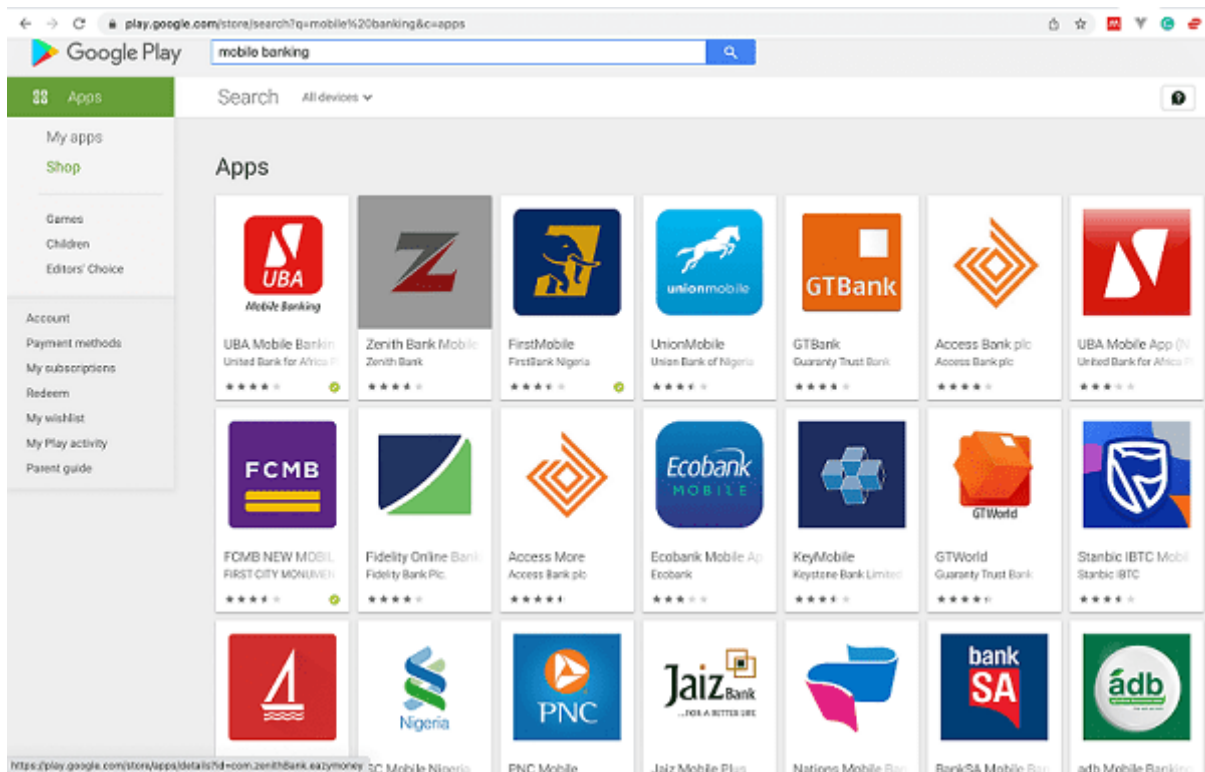 play.google.com/store/search?q=mobile%20banking&c=apps
Google Play
mobile banking
Apps
Search
All devices
My apps
Shop
Games
Children
Editors' Choice
Account
Payment methods
My subscriptions
Redeem
My wishlist
My Play activity
Parent guide
Apps
UBA
Mobile Banking
unionmobile
GTBank
UBA Mobile Bankin
Zenith Bank Mobile
FirstMobile
UnionMobile
GTBank
Access Bank plc
UBA Mobile App (N
United Bank for Africa P
Zenith Bank
FirstBank Nigeria
Union Bank of Nigeria
Guaranty Trust Bank
Access Bank plc
United Bank for Africa P
FCMB
Ecobank
MOBILE
GTWorld
FCMB NEW MOBIL
Fidelity Online Bank
Access More
Ecobank Mobile Ap
KeyMobile
GTWorld
Stanbic IBTC Mobil
FIRST CITY MONUMEN
Fidelity Bank Plc.
Access Bank plc
Ecobank
Keystone Bank Limited
Guaranty Trust Bank
Stanbic IBTC
Nigeria
PNC
Jaiz Bank
...FOR A BETTER LIFE
bank
SA
ádb
https://play.google.com/store/apps/details?id=com.zenithBank.eazymoney
SC Mobile Nigeria
PNC Mobile
Jaiz Mobile Plus
Nations Mobile Ban
BankSA Mobile Ban
adb Mobile Banking